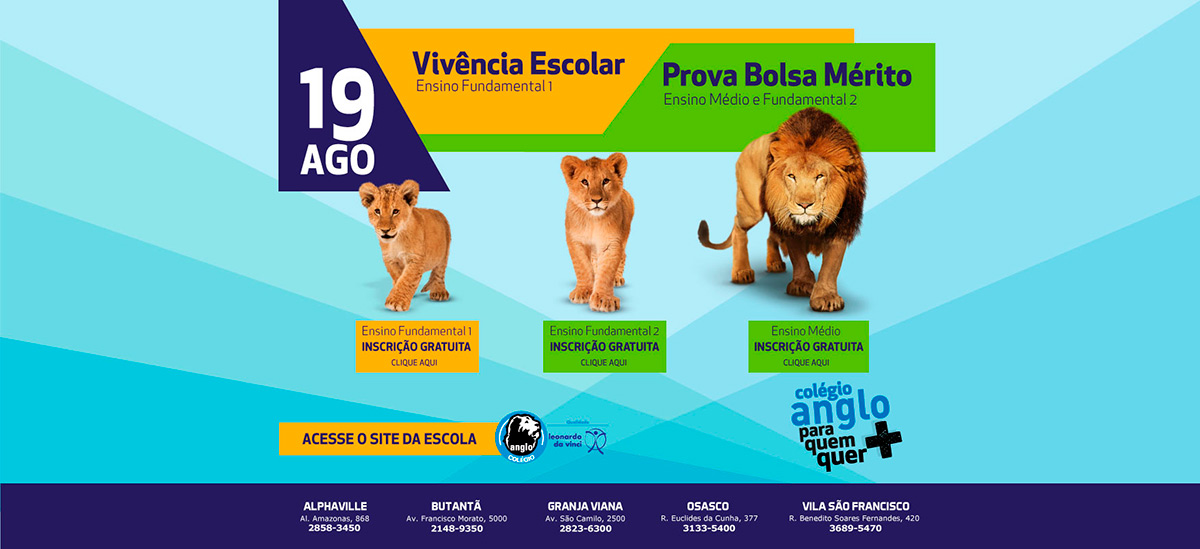 19
AGO
Vivência Escolar
Ensino Fundamental 1
Prova Bolsa Mérito
Ensino Médio e Fundamental 2
Ensino Fundamental 1
INSCRIÇÃO GRATUITA
CLIQUE AQUI
Ensino Fundamental 2
INSCRIÇÃO GRATUITA
CLIQUE AQUI
Ensino Médio
INSCRIÇÃO GRATUITA
CLIQUE AQUI
ACESSE O SITE DA ESCOLA
anglo
COLÉGIO
leonardo
da vinci
colégio
anglo
para
quem
quer +
ALPHAVILLE
Al. Amazonas, 868
2858-3450
BUTANTÃ
Av. Francisco Morato, 5000
2148-9350
GRANJA VIANA
Av. São Camilo, 2500
2823-6300
OSASCO
R. Euclides da Cunha, 377
3133-5400
VILA SÃO FRANCISCO
R. Benedito Soares Fernandes, 420
3689-5470